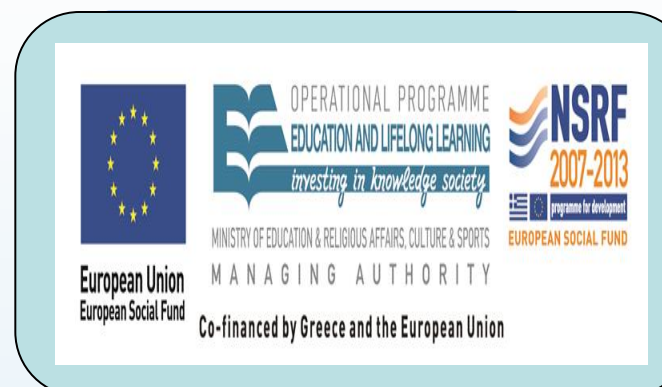 European Union
European Social Fund
OPERATIONAL PROGRAMME
EDUCATION AND LIFELONG LEARNING
investing in knowledge society
MINISTRY OF EDUCATION & RELIGIOUS AFFAIRS, CULTURE & SPORTS
MANAGING AUTHORITY
NSRF
2007-2013
programme for development
EUROPEAN SOCIAL FUND
Co-financed by Greece and the European Union